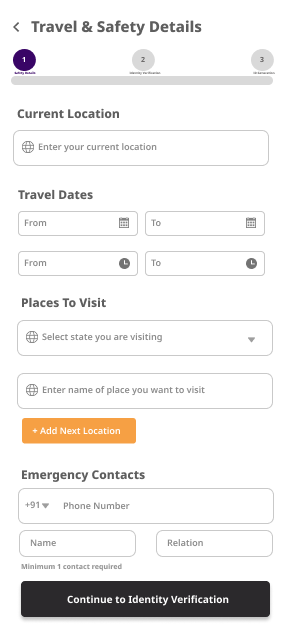 Travel & Safety Details
1 2 3
Safety Details Identity Verification ID Generation
Current Location
Enter your current location
Travel Dates
From To
From To
Places To Visit
Select state you are visiting
Enter name of place you want to visit
+ Add Next Location
Emergency Contacts
+91 Phone Number
Name Relation
Minimum 1 contact required
Continue to Identity Verification